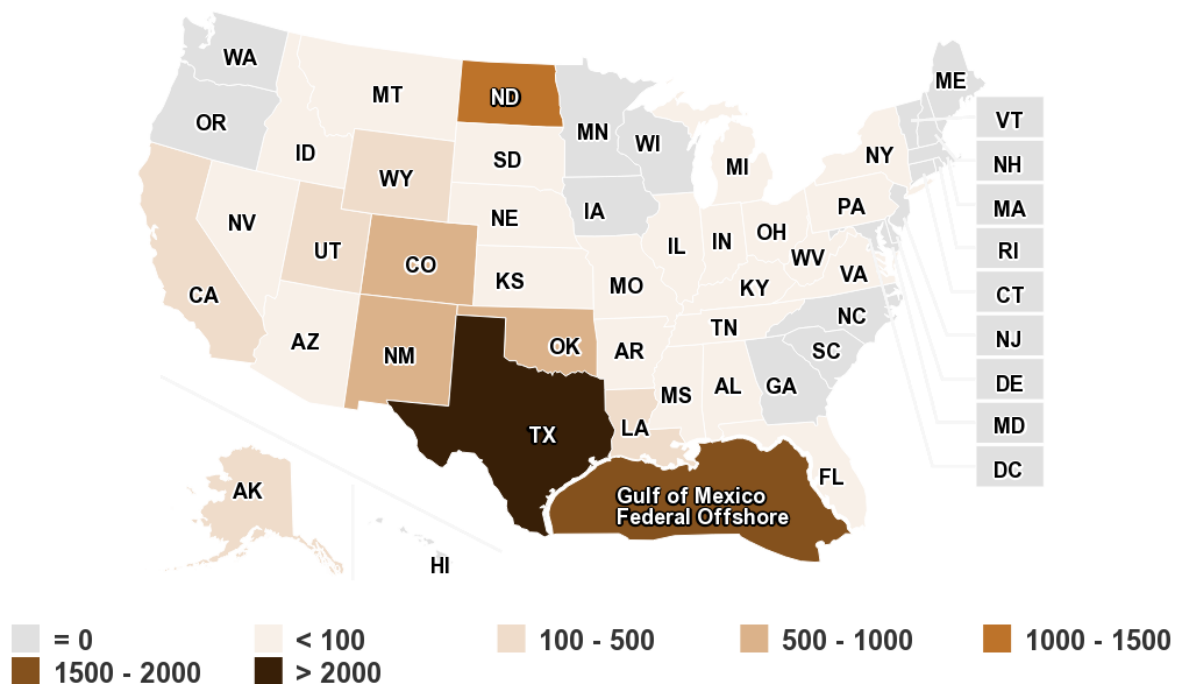 WA
ME
MT
ND
VT
OR
MN
WI
ID
SD
NY
NH
MI
WY
PA
MA
NE
IA
NV
OH
IN
IL
RI
UT
CO
WV
VA
KS
MO
KY
CA
CT
NC
TN
AZ
NM
OK
AR
SC
NJ
MS
AL
GA
DE
TX
LA
MD
FL
DC
AK
Gulf of Mexico
Federal Offshore
HI
= 0
< 100
100 - 500
500 - 1000
1000 - 1500
1500 - 2000
> 2000